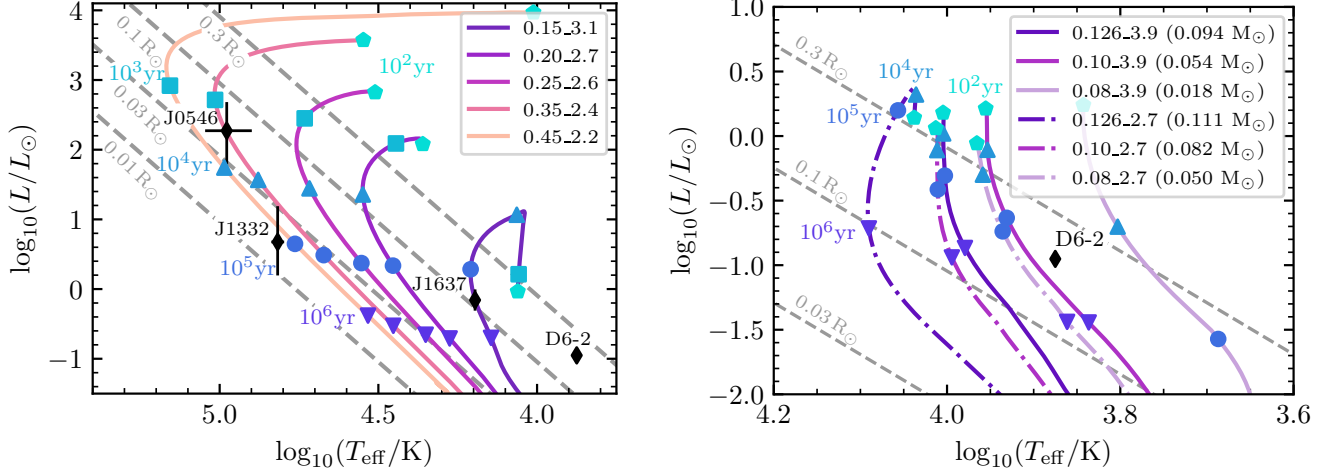 log₁₀(L/L⊙)
4
3
2
1
0
−1
5.0
4.5
4.0
log₁₀(T_eff/K)
0.1 R⊙
0.3 R⊙
0.03 R⊙
0.01 R⊙
10³yr
10²yr
10⁴yr
10⁵yr
10⁶yr
J0546
J1332
J1637
D6-2
0.15_3.1
0.20_2.7
0.25_2.6
0.35_2.4
0.45_2.2
log₁₀(L/L⊙)
1.0
0.5
0.0
−0.5
−1.0
−1.5
−2.0
4.2
4.0
3.8
3.6
log₁₀(T_eff/K)
0.3 R⊙
0.1 R⊙
0.03 R⊙
10⁴yr
10⁵yr
10²yr
10⁶yr
D6-2
0.126_3.9 (0.094 M⊙)
0.10_3.9 (0.054 M⊙)
0.08_3.9 (0.018 M⊙)
0.126_2.7 (0.111 M⊙)
0.10_2.7 (0.082 M⊙)
0.08_2.7 (0.050 M⊙)